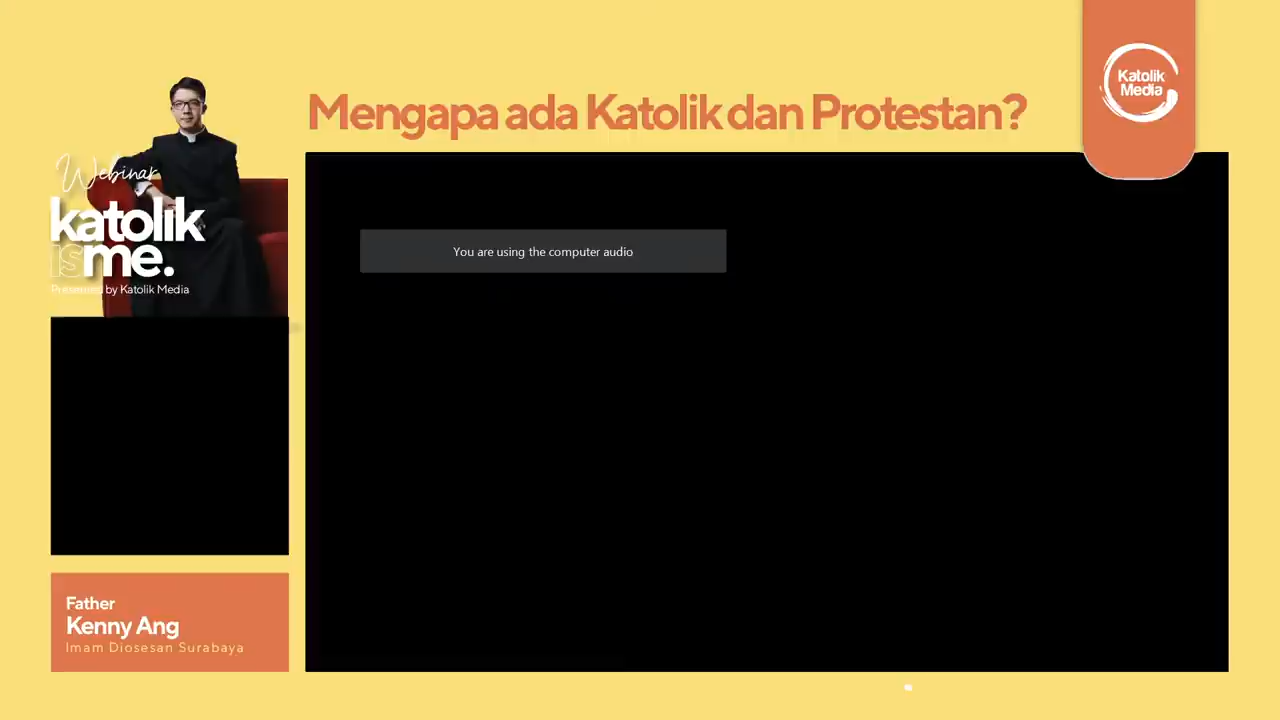 Mengapa ada Katolik dan Protestan?
Katolik
Media
Webinar
katolik
is me.
Presented by Katolik Media
You are using the computer audio
Father
Kenny Ang
Imam Diosesan Surabaya